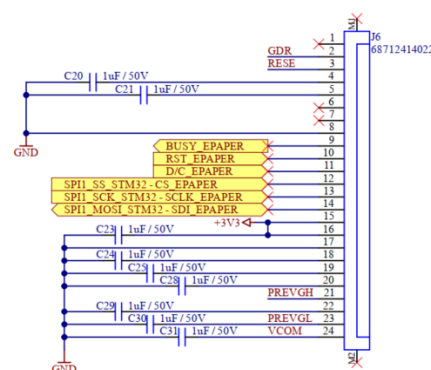 M1
J6
68712414022
1
GDR 2
RESE 3
C20 1uF / 50V 4
C21 1uF / 50V 5
6
7
8
GND
BUSY_EPAPER 9
RST_EPAPER 10
D/C_EPAPER 11
SPI1_SS_STM32 - CS_EPAPER 12
SPI1_SCK_STM32 - SCLK_EPAPER 13
SPI1_MOSI_STM32 - SDI_EPAPER 14
+3V3 15
C23 1uF / 50V 16
17
C24 1uF / 50V 18
C25 1uF / 50V 19
C28 1uF / 50V 20
PREVGH 21
C29 1uF / 50V 22
C30 1uF / 50V PREVGL 23
C31 1uF / 50V VCOM 24
M2
GND